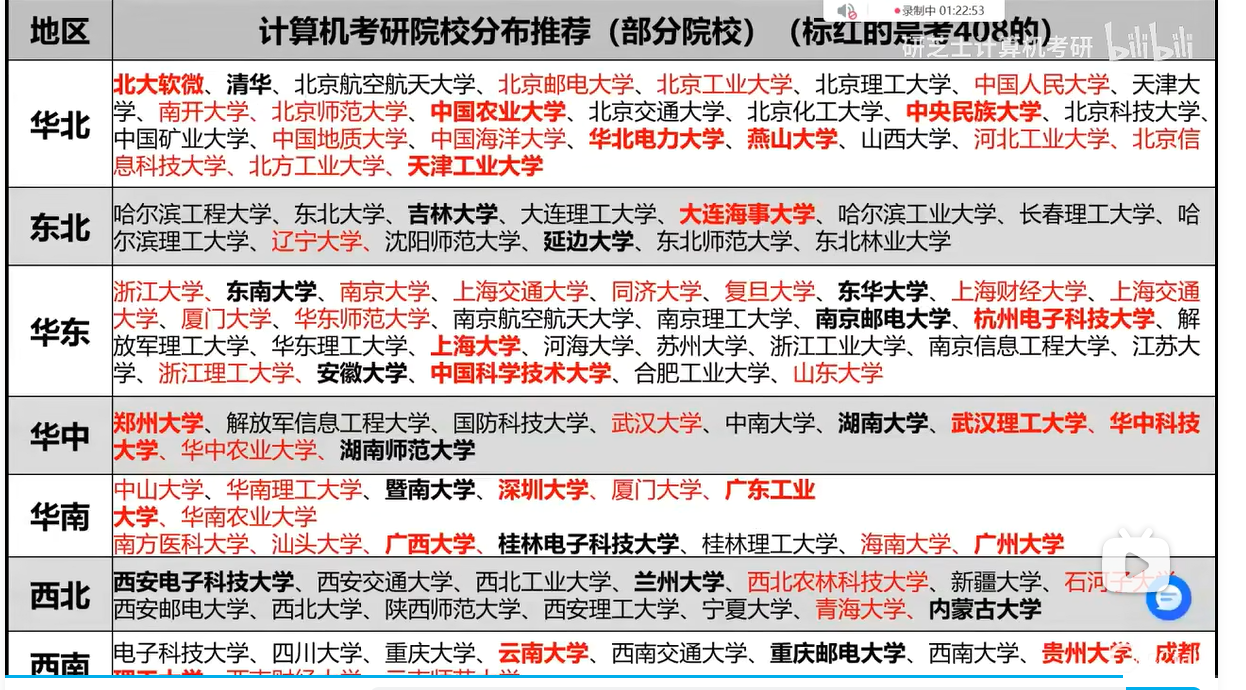 录制中 01:22:53
地区
计算机考研院校分布推荐（部分院校）（标红的是考408的）
研芝士计算机考研 bilibili
华北
北大软微、清华、北京航空航天大学、北京邮电大学、北京工业大学、北京理工大学、中国人民大学、天津大
学、南开大学、北京师范大学、中国农业大学、北京交通大学、北京化工大学、中央民族大学、北京科技大学、
中国矿业大学、中国地质大学、中国海洋大学、华北电力大学、燕山大学、山西大学、河北工业大学、北京信
息科技大学、北方工业大学、天津工业大学
东北
哈尔滨工程大学、东北大学、吉林大学、大连理工大学、大连海事大学、哈尔滨工业大学、长春理工大学、哈
尔滨理工大学、辽宁大学、沈阳师范大学、延边大学、东北师范大学、东北林业大学
华东
浙江大学、东南大学、南京大学、上海交通大学、同济大学、复旦大学、东华大学、上海财经大学、上海交通
大学、厦门大学、华东师范大学、南京航空航天大学、南京理工大学、南京邮电大学、杭州电子科技大学、解
放军理工大学、华东理工大学、上海大学、河海大学、苏州大学、浙江工业大学、南京信息工程大学、江苏大
学、浙江理工大学、安徽大学、中国科学技术大学、合肥工业大学、山东大学
华中
郑州大学、解放军信息工程大学、国防科技大学、武汉大学、中南大学、湖南大学、武汉理工大学、华中科技
大学、华中农业大学、湖南师范大学
华南
中山大学、华南理工大学、暨南大学、深圳大学、厦门大学、广东工业
大学、华南农业大学
南方医科大学、汕头大学、广西大学、桂林电子科技大学、桂林理工大学、海南大学、广州大学
西北
西安电子科技大学、西安交通大学、西北工业大学、兰州大学、西北农林科技大学、新疆大学、石河子大学、
西安邮电大学、西北大学、陕西师范大学、西安理工大学、宁夏大学、青海大学、内蒙古大学
西南
电子科技大学、四川大学、重庆大学、云南大学、西南交通大学、重庆邮电大学、西南大学、贵州大学、成都
理工大学、西南财经大学、云南师范大学